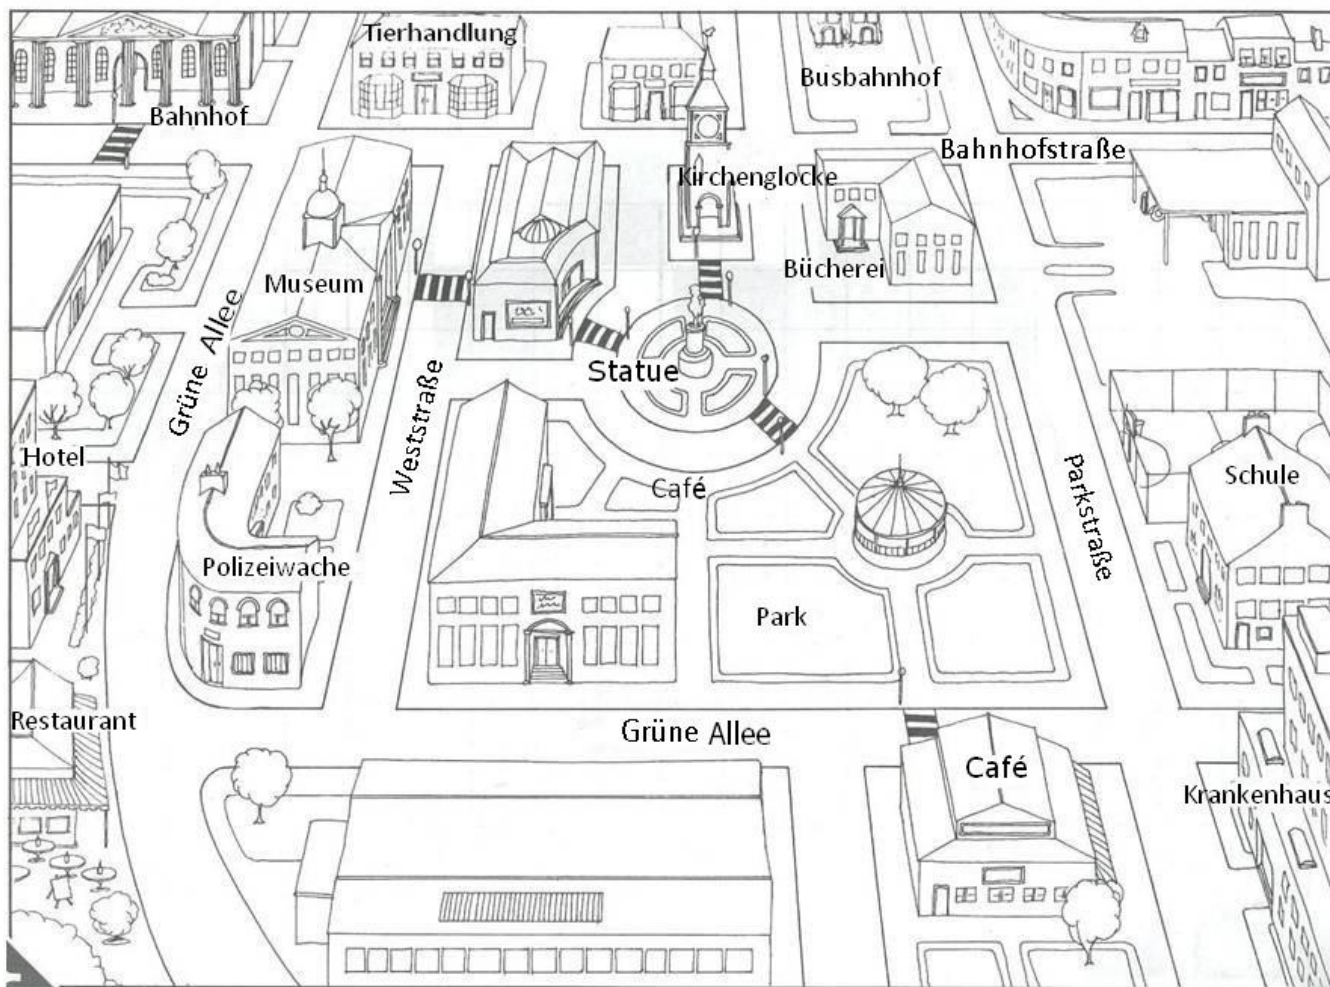 Tierhandlung
Busbahnhof
Bahnhof
Bahnhofstraße
Kirchenglocke
Bücherei
Museum
Grüne Allee
Statue
Weststraße
Hotel
Café
Schule
Parkstraße
Polizeiwache
Park
Restaurant
Grüne Allee
Café
Krankenhaus